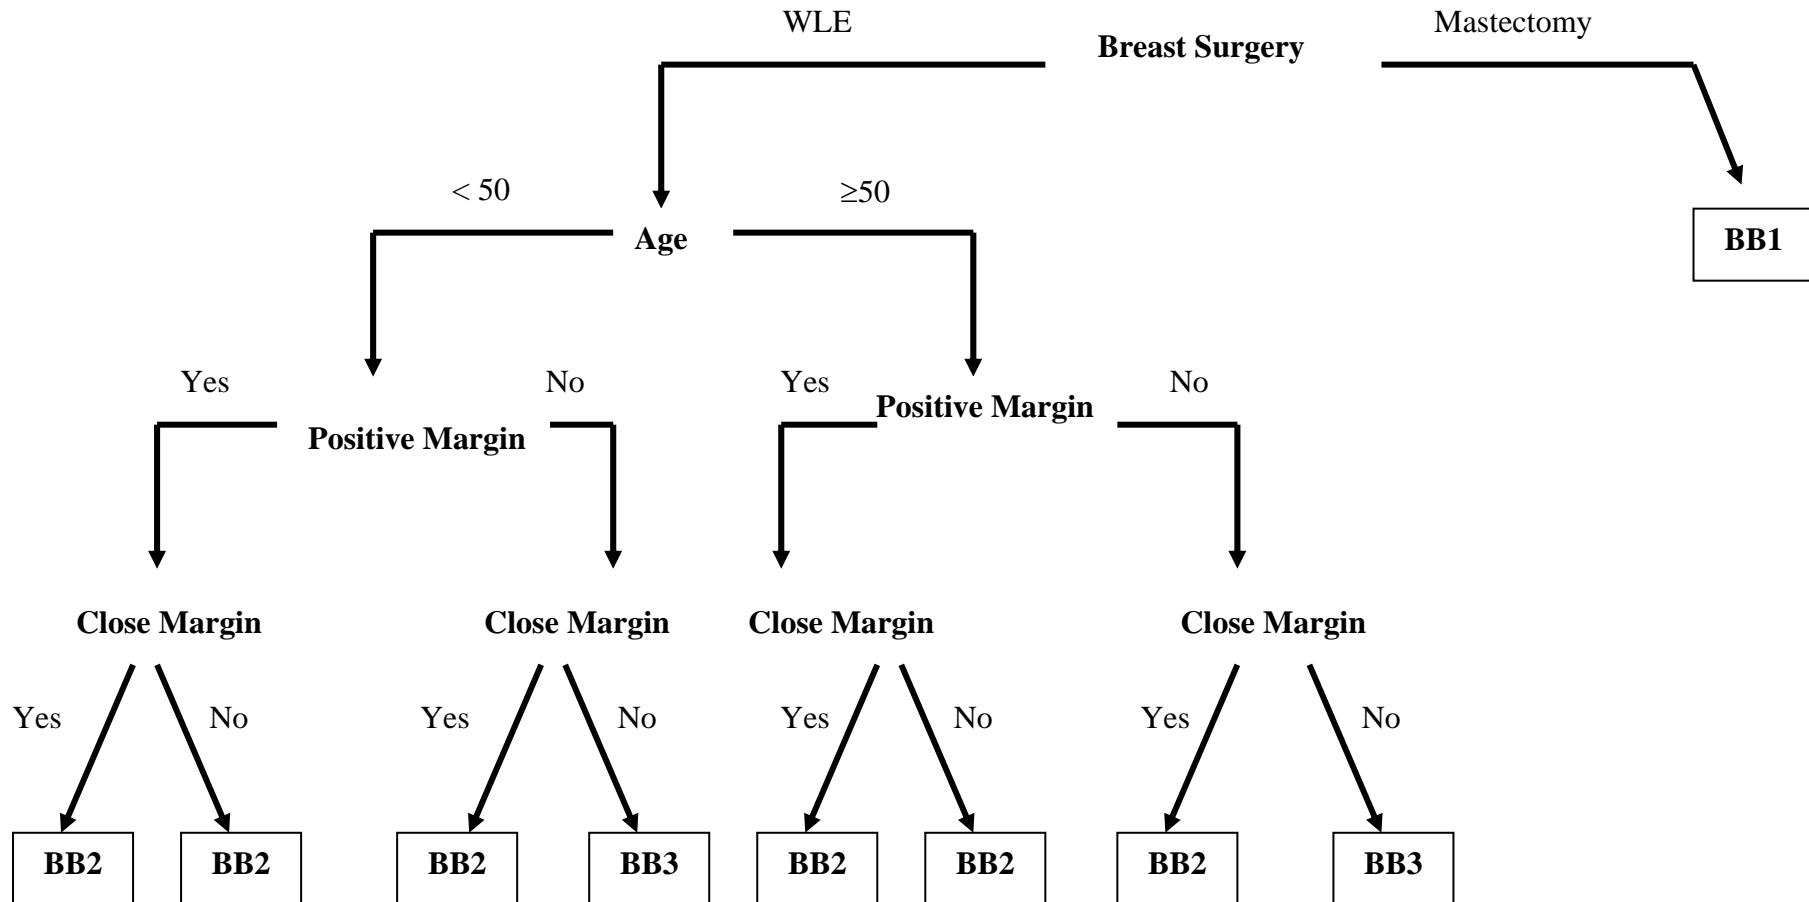 WLE
Breast Surgery
Mastectomy
< 50
≥50
Age
BB1
Yes
No
Yes
No
Positive Margin
Positive Margin
Close Margin
Close Margin
Close Margin
Close Margin
Yes
No
Yes
No
Yes
No
Yes
No
BB2
BB2
BB2
BB3
BB2
BB2
BB2
BB3